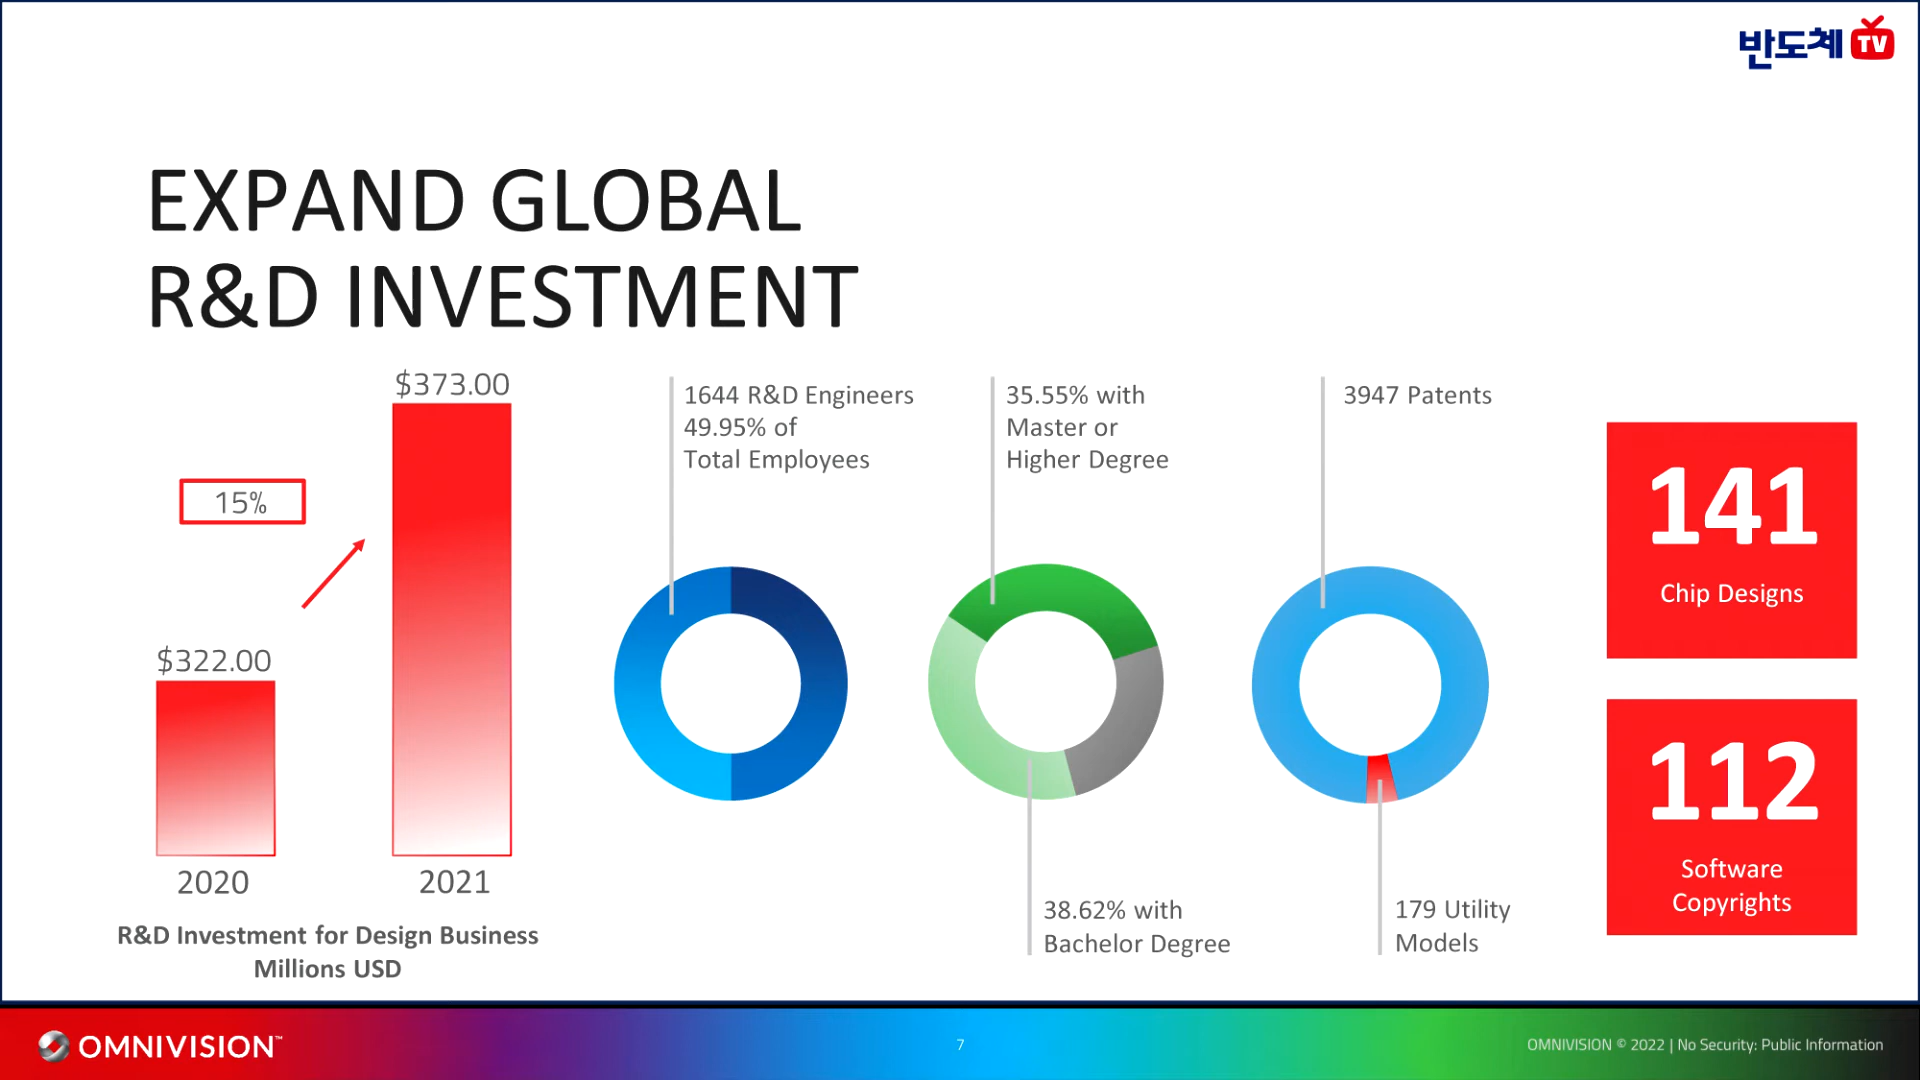 반도체 TV
EXPAND GLOBAL
R&D INVESTMENT
$373.00
15%
$322.00
2020
2021
R&D Investment for Design Business
Millions USD
1644 R&D Engineers
49.95% of
Total Employees
35.55% with
Master or
Higher Degree
38.62% with
Bachelor Degree
3947 Patents
179 Utility
Models
141
Chip Designs
112
Software
Copyrights
OMNIVISION™
7
OMNIVISION © 2022 | No Security: Public Information